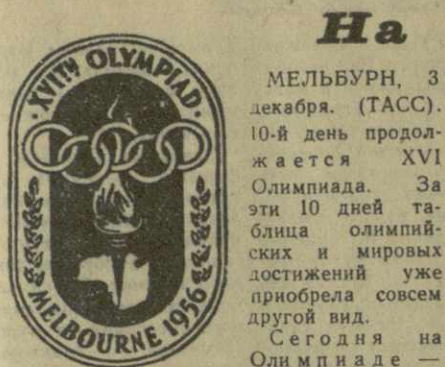 На
XVITH OLYMPIAD
MELBOURNE 1956
МЕЛЬБУРН, 3
декабря. (ТАСС).
10-й день продол-
жается XVI
Олимпиада. За
эти 10 дней та-
блица олимпий-
ских и мировых
достижений уже
приобрела совсем
другой вид.
Сегодня на
Олимпиаде —